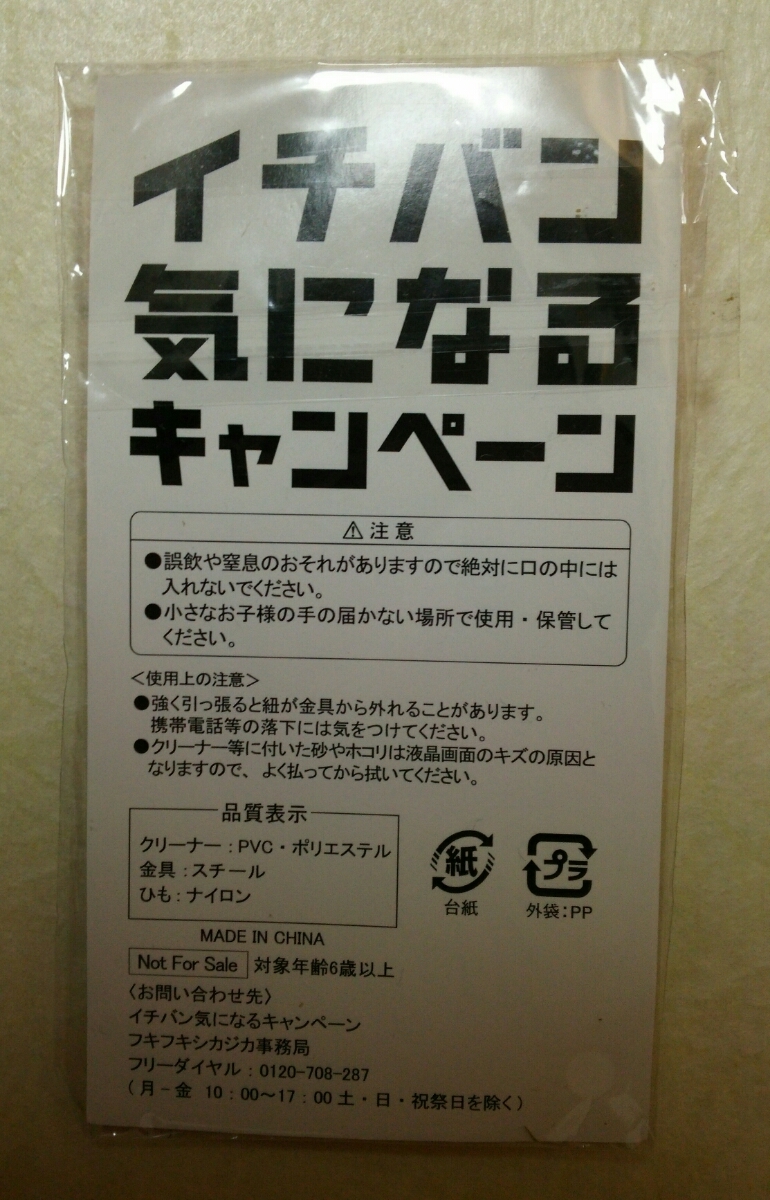 イチバン
気になる
キャンペーン
⚠注意
●誤飲や窒息のおそれがありますので絶対に口の中には
入れないでください。
●小さなお子様の手の届かない場所で使用・保管して
ください。
＜使用上の注意＞
●強く引っ張ると紐が金具から外れることがあります。
携帯電話等の落下には気をつけてください。
●クリーナー等に付いた砂やホコリは液晶画面のキズの原因と
なりますので、よく払ってから拭いてください。
品質表示
クリーナー：PVC・ポリエステル
金具：スチール
ひも：ナイロン
紙
台紙
プラ
外袋：PP
MADE IN CHINA
Not For Sale 対象年齢6歳以上
〈お問い合わせ先〉
イチバン気になるキャンペーン
フキフキシカジカ事務局
フリーダイヤル：0120-708-287
(月－金 10：00～17：00 土・日・祝祭日を除く)